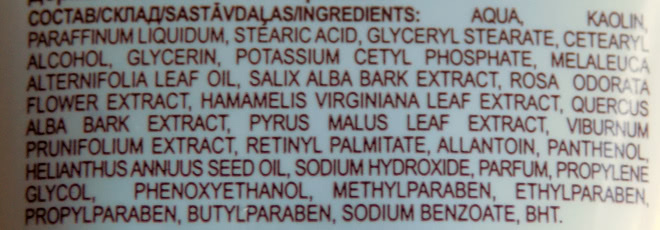 СОСТАВ/СКЛАД/SASTĀVDAĻAS/INGREDIENTS: AQUA, KAOLIN,
PARAFFINUM LIQUIDUM, STEARIC ACID, GLYCERYL STEARATE, CETEARYL
ALCOHOL, GLYCERIN, POTASSIUM CETYL PHOSPHATE, MELALEUCA
ALTERNIFOLIA LEAF OIL, SALIX ALBA BARK EXTRACT, ROSA ODORATA
FLOWER EXTRACT, HAMAMELIS VIRGINIANA LEAF EXTRACT, QUERCUS
ALBA BARK EXTRACT, PYRUS MALUS LEAF EXTRACT, VIBURNUM
PRUNIFOLIUM EXTRACT, RETINYL PALMITATE, ALLANTOIN, PANTHENOL,
HELIANTHUS ANNUUS SEED OIL, SODIUM HYDROXIDE, PARFUM, PROPYLENE
GLYCOL, PHENOXYETHANOL, METHYLPARABEN, ETHYLPARABEN,
PROPYLPARABEN, BUTYLPARABEN, SODIUM BENZOATE, BHT.